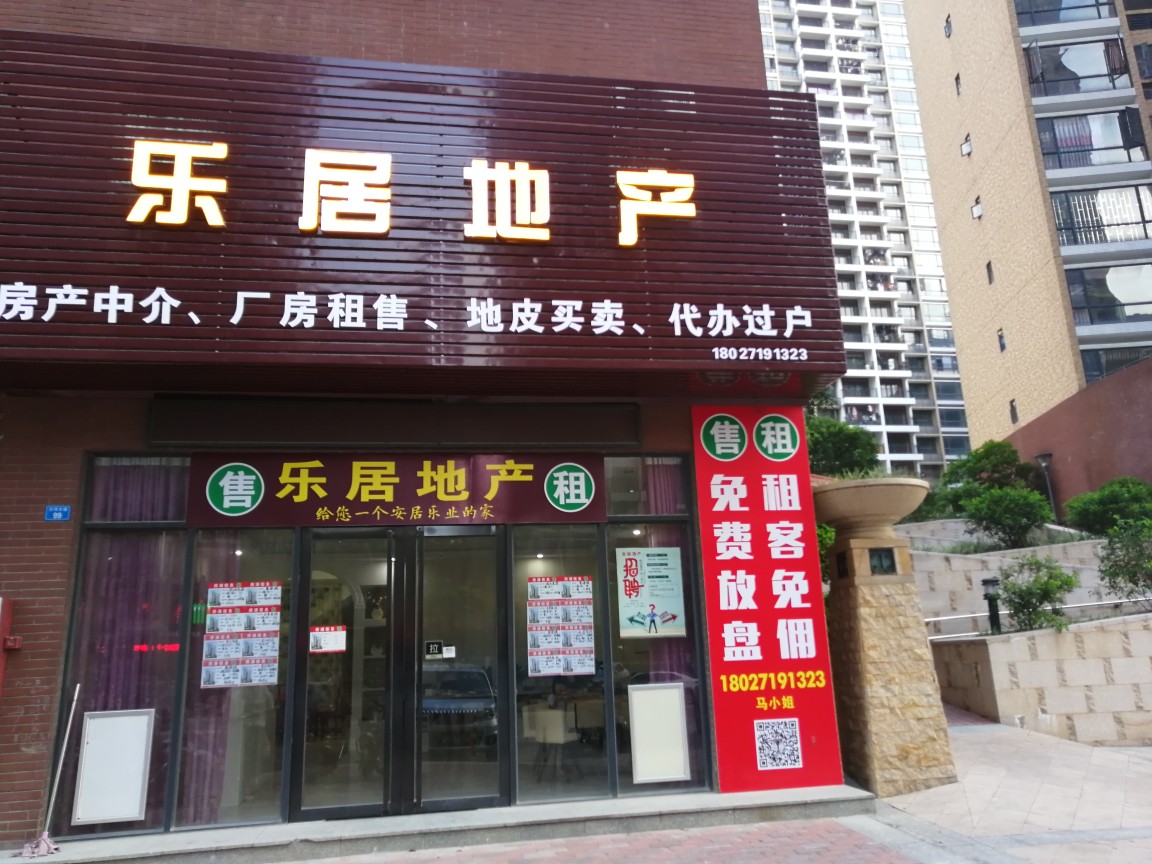 乐居地产
房产中介、厂房租售、地皮买卖、代办过户
18027191323
售 乐居地产 租
给您一个安居乐业的家
售 租
免费放盘
租客免佣
18027191323
马小姐
99
招聘
拉